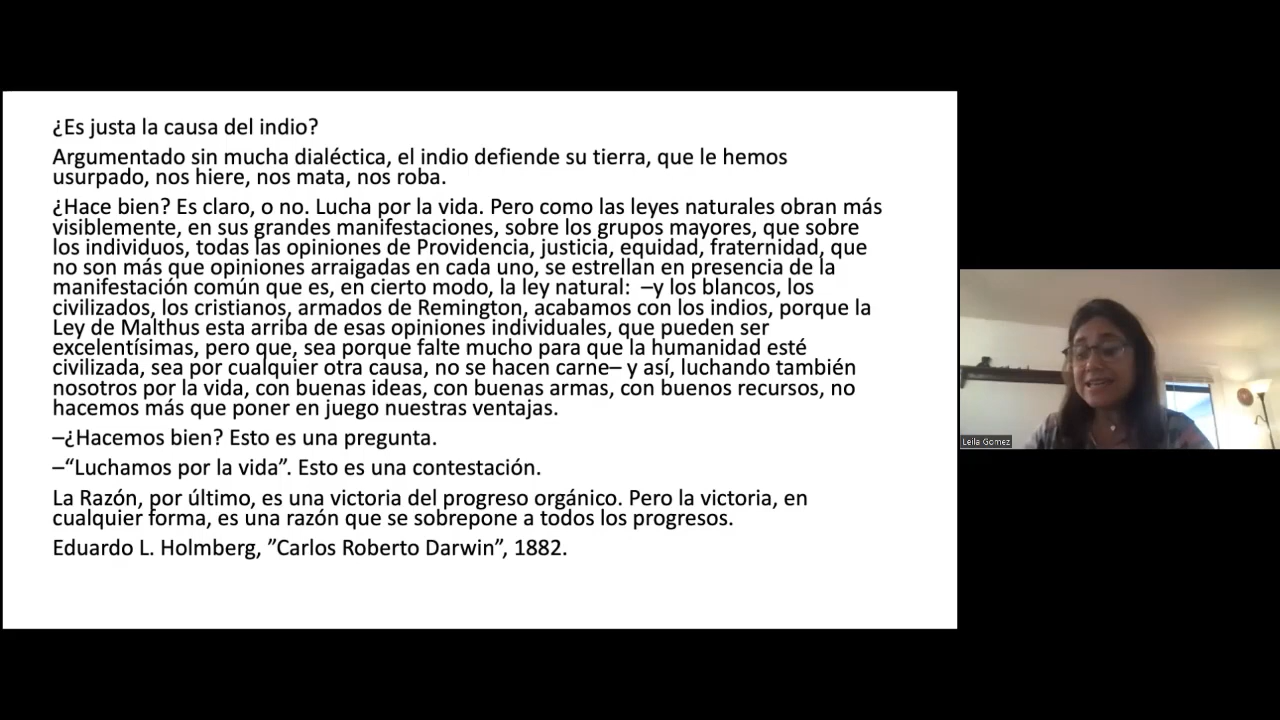 ¿Es justa la causa del indio?
Argumentado sin mucha dialéctica, el indio defiende su tierra, que le hemos
usurpado, nos hiere, nos mata, nos roba.
¿Hace bien? Es claro, o no. Lucha por la vida. Pero como las leyes naturales obran más
visiblemente, en sus grandes manifestaciones, sobre los grupos mayores, que sobre
los individuos, todas las opiniones de Providencia, justicia, equidad, fraternidad, que
no son más que opiniones arraigadas en cada uno, se estrellan en presencia de la
manifestación común que es, en cierto modo, la ley natural:  –y los blancos, los
civilizados, los cristianos, armados de Remington, acabamos con los indios, porque la
Ley de Malthus esta arriba de esas opiniones individuales, que pueden ser
excelentísimas, pero que, sea porque falte mucho para que la humanidad esté
civilizada, sea por cualquier otra causa, no se hacen carne– y así, luchando también
nosotros por la vida, con buenas ideas, con buenas armas, con buenos recursos, no
hacemos más que poner en juego nuestras ventajas.
–¿Hacemos bien? Esto es una pregunta.
–“Luchamos por la vida”. Esto es una contestación.
La Razón, por último, es una victoria del progreso orgánico. Pero la victoria, en
cualquier forma, es una razón que se sobrepone a todos los progresos.
Eduardo L. Holmberg, ”Carlos Roberto Darwin”, 1882.
Leila Gomez